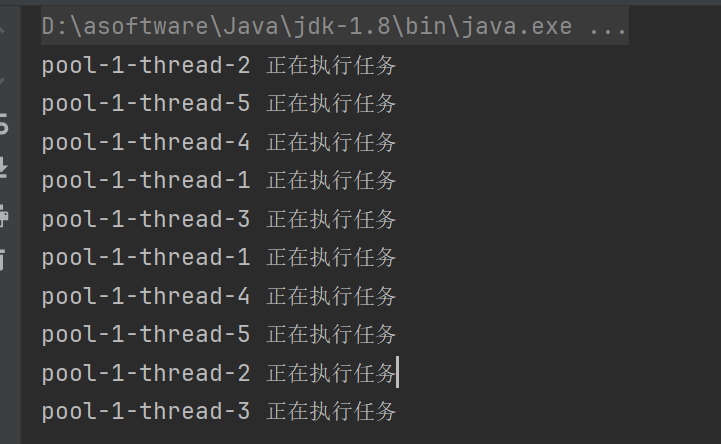 D:\asoftware\Java\jdk-1.8\bin\java.exe ...
pool-1-thread-2 正在执行任务
pool-1-thread-5 正在执行任务
pool-1-thread-4 正在执行任务
pool-1-thread-1 正在执行任务
pool-1-thread-3 正在执行任务
pool-1-thread-1 正在执行任务
pool-1-thread-4 正在执行任务
pool-1-thread-5 正在执行任务
pool-1-thread-2 正在执行任务
pool-1-thread-3 正在执行任务